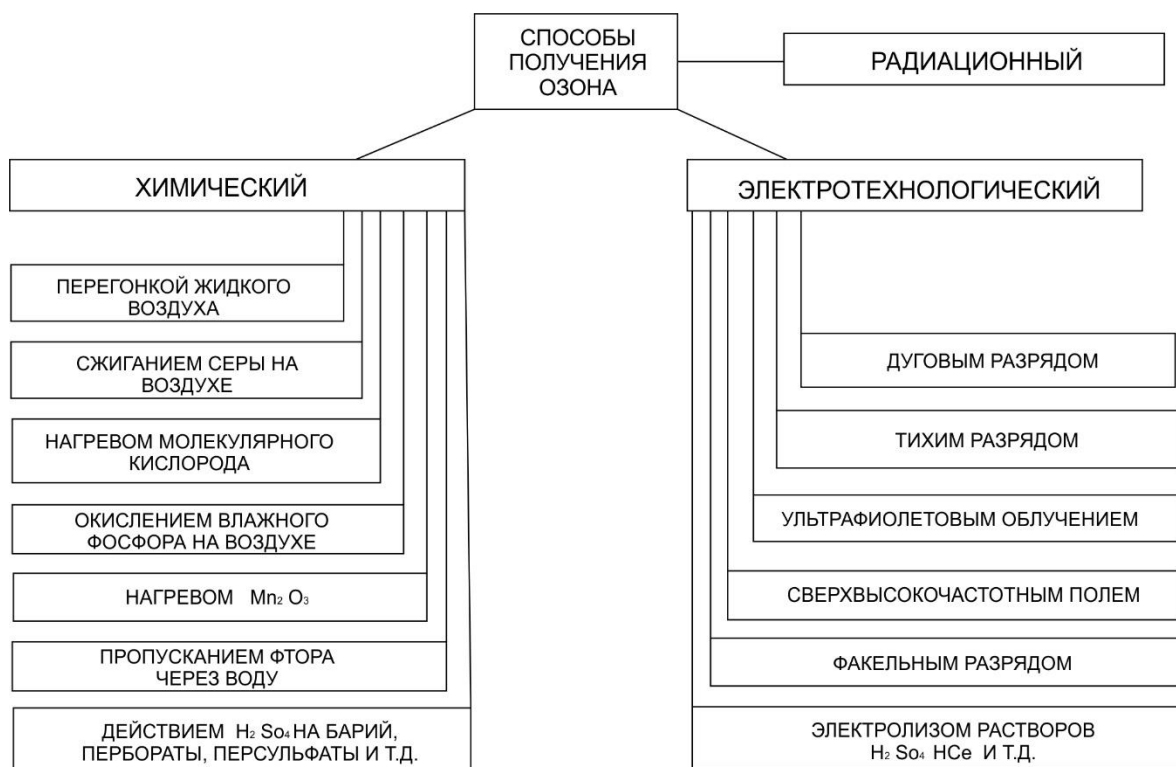 СПОСОБЫ
ПОЛУЧЕНИЯ
ОЗОНА
РАДИАЦИОННЫЙ
ХИМИЧЕСКИЙ
ПЕРЕГОНКОЙ ЖИДКОГО
ВОЗДУХА
СЖИГАНИЕМ СЕРЫ НА
ВОЗДУХЕ
НАГРЕВОМ МОЛЕКУЛЯРНОГО
КИСЛОРОДА
ОКИСЛЕНИЕМ ВЛАЖНОГО
ФОСФОРА НА ВОЗДУХЕ
НАГРЕВОМ Mn₂ O₃
ПРОПУСКАНИЕМ ФТОРА
ЧЕРЕЗ ВОДУ
ДЕЙСТВИЕМ H₂ So₄ НА БАРИЙ,
ПЕРБОРАТЫ, ПЕРСУЛЬФАТЫ И Т.Д.
ЭЛЕКТРОТЕХНОЛОГИЧЕСКИЙ
ДУГОВЫМ РАЗРЯДОМ
ТИХИМ РАЗРЯДОМ
УЛЬТРАФИОЛЕТОВЫМ ОБЛУЧЕНИЕМ
СВЕРХВЫСОКОЧАСТОТНЫМ ПОЛЕМ
ФАКЕЛЬНЫМ РАЗРЯДОМ
ЭЛЕКТРОЛИЗОМ РАСТВОРОВ
H₂ So₄ HCe И Т.Д.